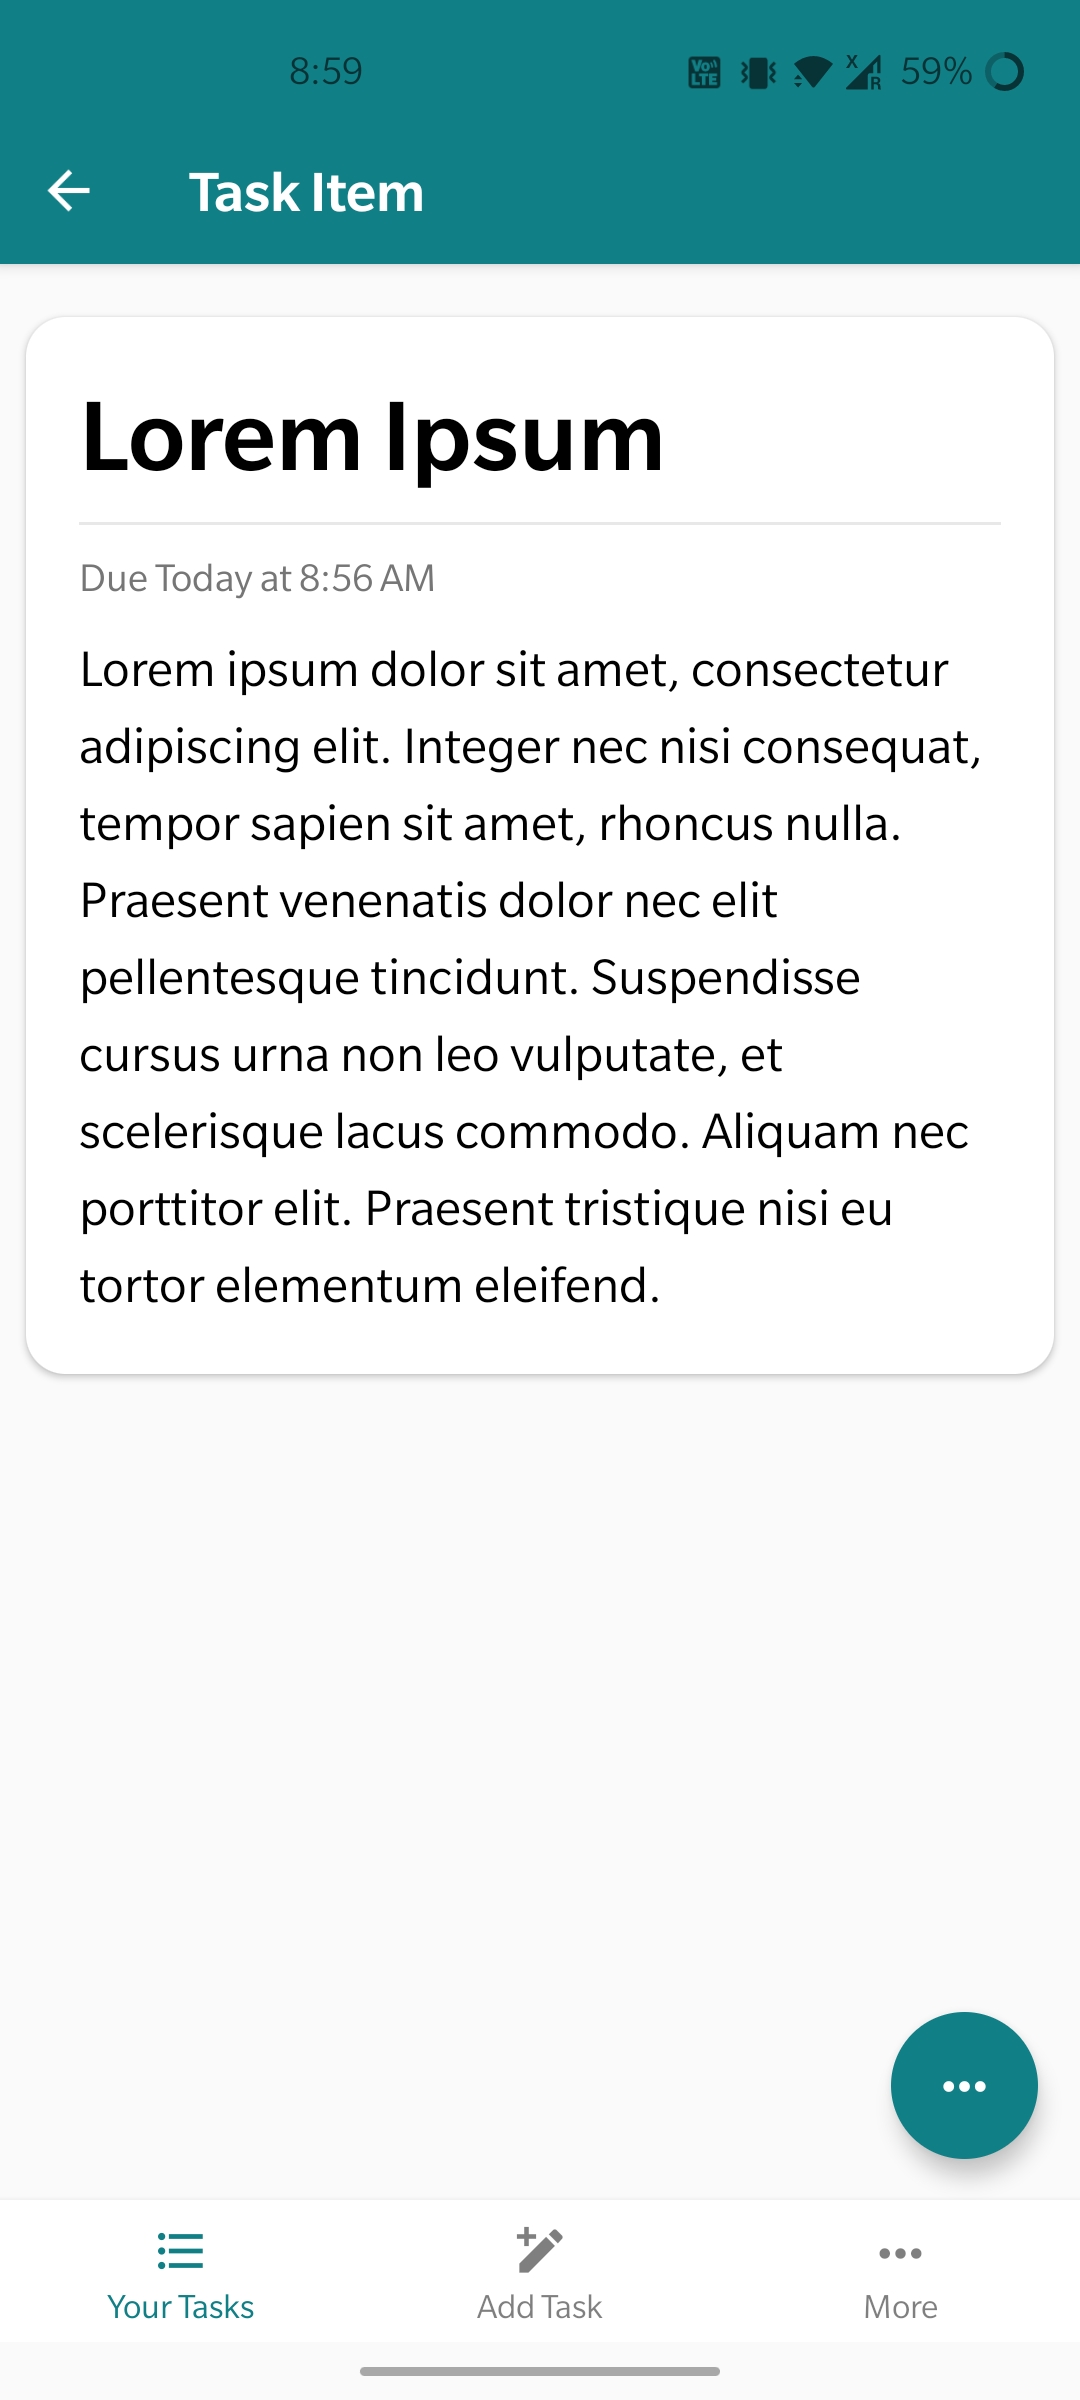 8:59
Vo)) LTE
X R
59%
Task Item
Lorem Ipsum
Due Today at 8:56 AM
Lorem ipsum dolor sit amet, consectetur
adipiscing elit. Integer nec nisi consequat,
tempor sapien sit amet, rhoncus nulla.
Praesent venenatis dolor nec elit
pellentesque tincidunt. Suspendisse
cursus urna non leo vulputate, et
scelerisque lacus commodo. Aliquam nec
porttitor elit. Praesent tristique nisi eu
tortor elementum eleifend.
Your Tasks
Add Task
More